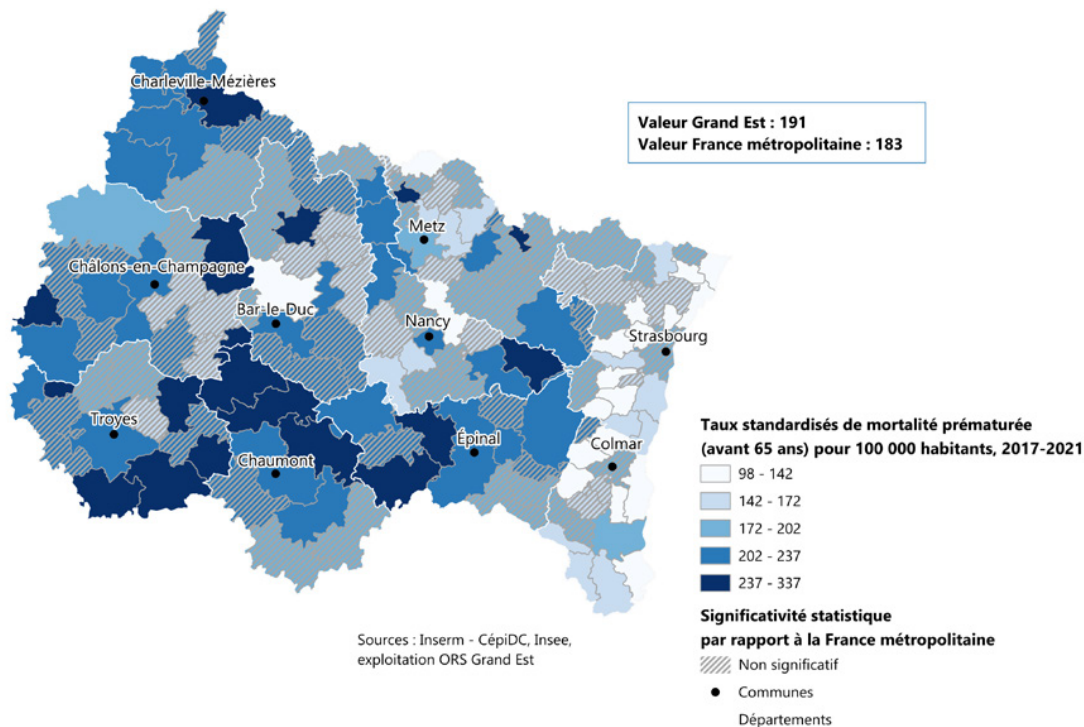 Charleville-Mézières
Valeur Grand Est : 191
Valeur France métropolitaine : 183
Metz
Châlons-en-Champagne
Bar-le-Duc
Nancy
Strasbourg
Troyes
Épinal
Colmar
Chaumont
Taux standardisés de mortalité prématurée
(avant 65 ans) pour 100 000 habitants, 2017-2021
98 - 142
142 - 172
172 - 202
202 - 237
237 - 337
Significativité statistique
par rapport à la France métropolitaine
Non significatif
Communes
Départements
Sources : Inserm - CépiDC, Insee,
exploitation ORS Grand Est